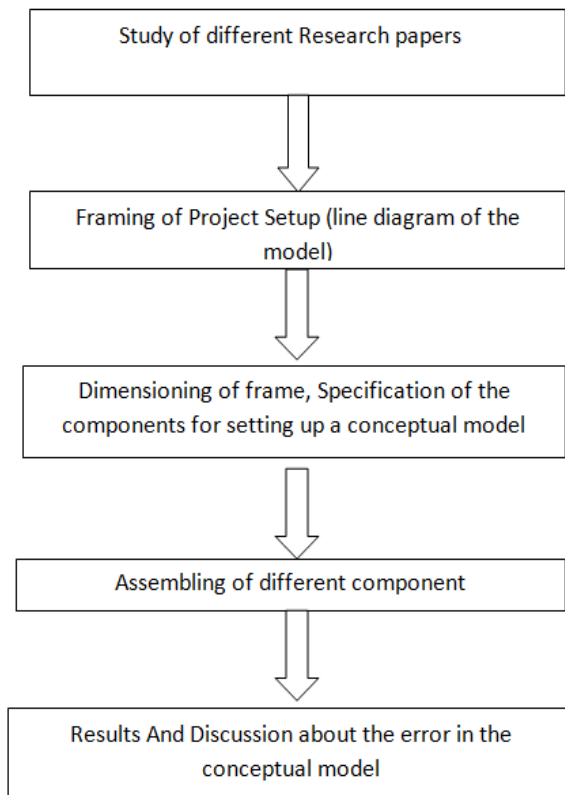 Study of different Research papers
Framing of Project Setup (line diagram of the
model)
Dimensioning of frame, Specification of the
components for setting up a conceptual model
Assembling of different component
Results And Discussion about the error in the
conceptual model